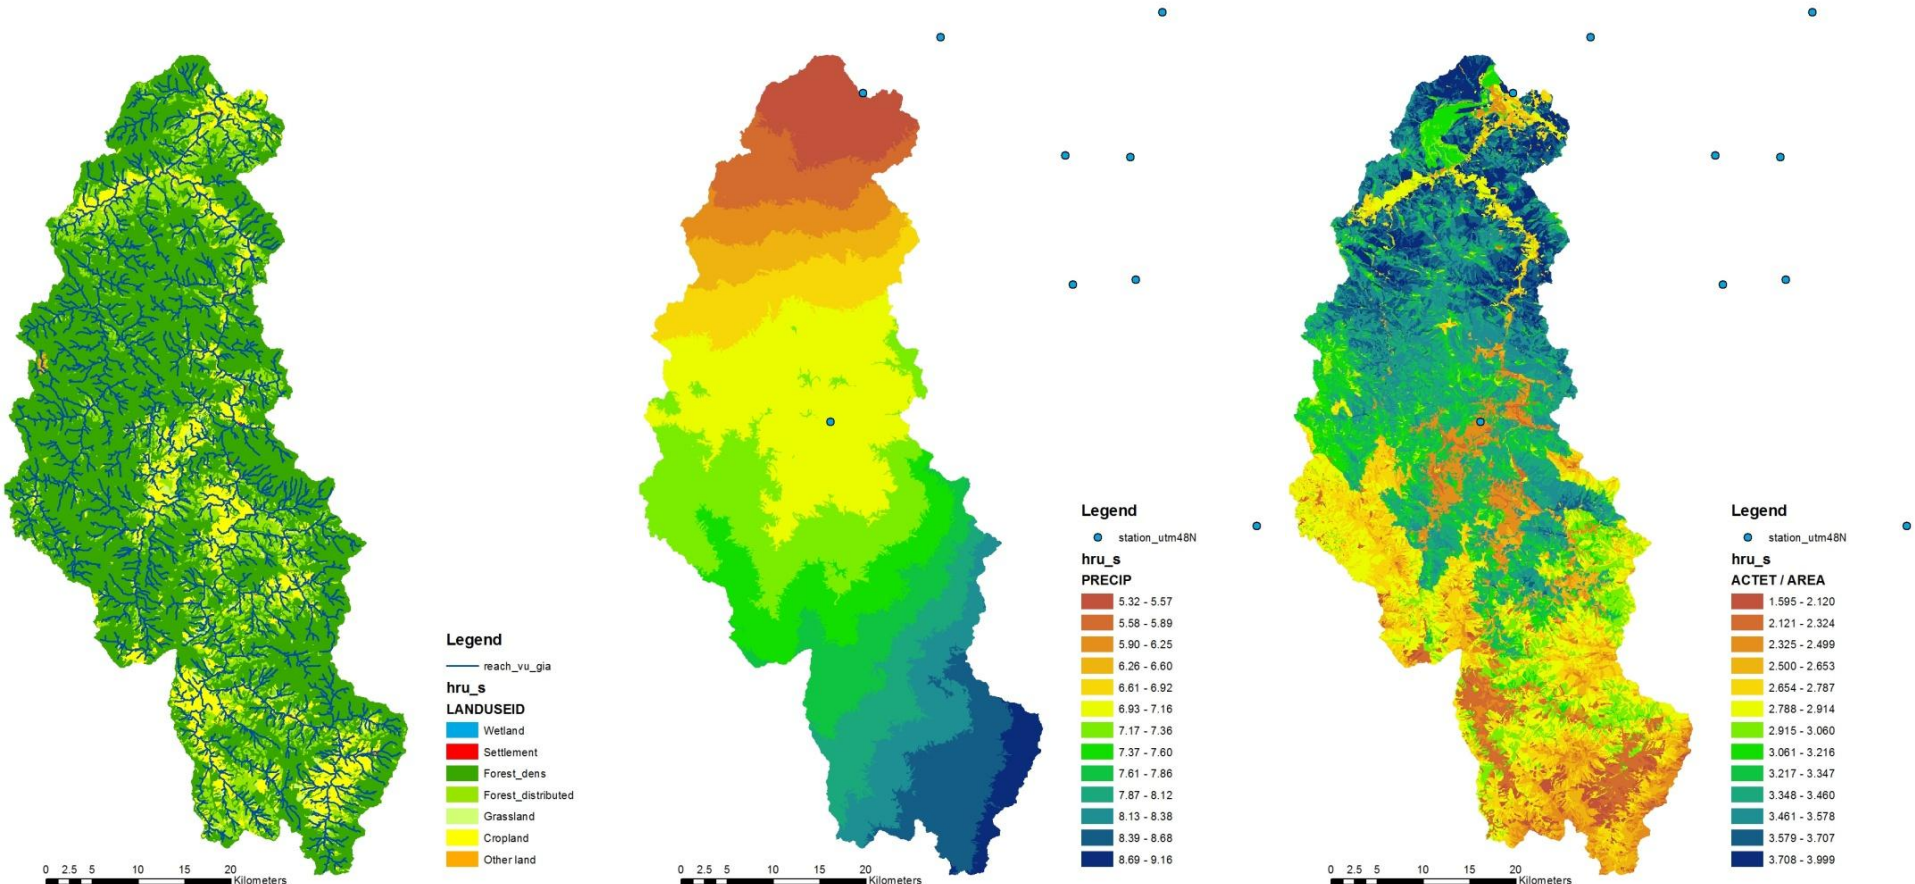 Legend
reach_vu_gia
hru_s
LANDUSEID
Wetland
Settlement
Forest_dens
Forest_distributed
Grassland
Cropland
Other land
0 2.5 5 10 15 20
Kilometers
Legend
station_utm48N
hru_s
PRECIP
5.32 - 5.57
5.58 - 5.89
5.90 - 6.25
6.26 - 6.60
6.61 - 6.92
6.93 - 7.16
7.17 - 7.36
7.37 - 7.60
7.61 - 7.86
7.87 - 8.12
8.13 - 8.38
8.39 - 8.68
8.69 - 9.16
0 2.5 5 10 15 20
Kilometers
Legend
station_utm48N
hru_s
ACTET / AREA
1.595 - 2.120
2.121 - 2.324
2.325 - 2.499
2.500 - 2.653
2.654 - 2.787
2.788 - 2.914
2.915 - 3.060
3.061 - 3.216
3.217 - 3.347
3.348 - 3.460
3.461 - 3.578
3.579 - 3.707
3.708 - 3.999
0 2.5 5 10 15 20
Kilometers